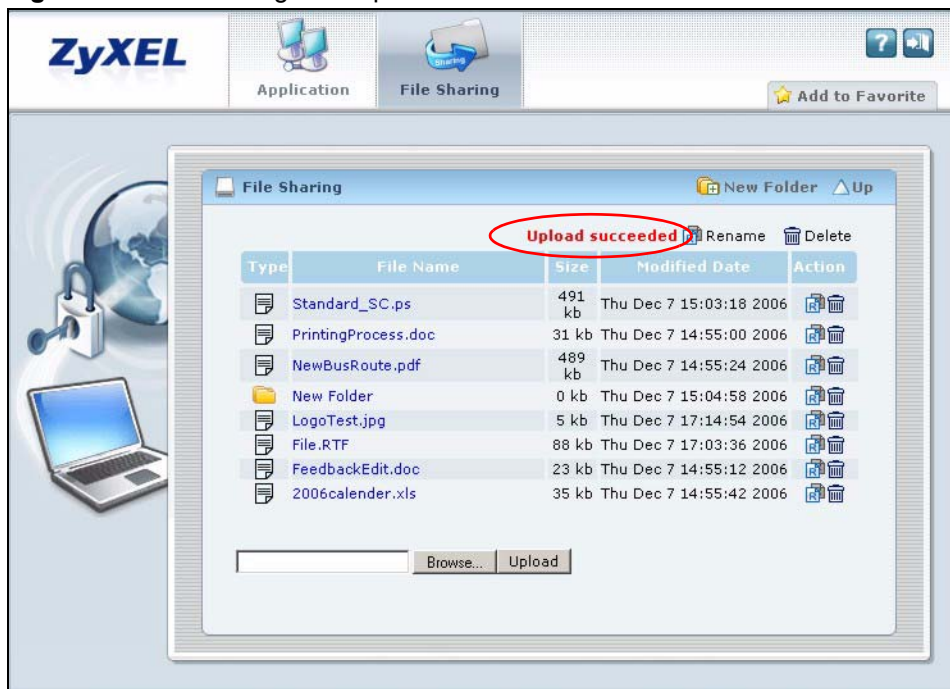 ZyXEL
Application
Sharing
File Sharing
?
Add to Favorite
File Sharing
New Folder
Up
Upload succeeded
Rename
Delete
Type File Name Size Modified Date Action
Standard_SC.ps 491 kb Thu Dec 7 15:03:18 2006
PrintingProcess.doc 31 kb Thu Dec 7 14:55:00 2006
NewBusRoute.pdf 489 kb Thu Dec 7 14:55:24 2006
New Folder 0 kb Thu Dec 7 15:04:58 2006
LogoTest.jpg 5 kb Thu Dec 7 17:14:54 2006
File.RTF 88 kb Thu Dec 7 17:03:36 2006
FeedbackEdit.doc 23 kb Thu Dec 7 14:55:12 2006
2006calender.xls 35 kb Thu Dec 7 14:55:42 2006
Browse... Upload